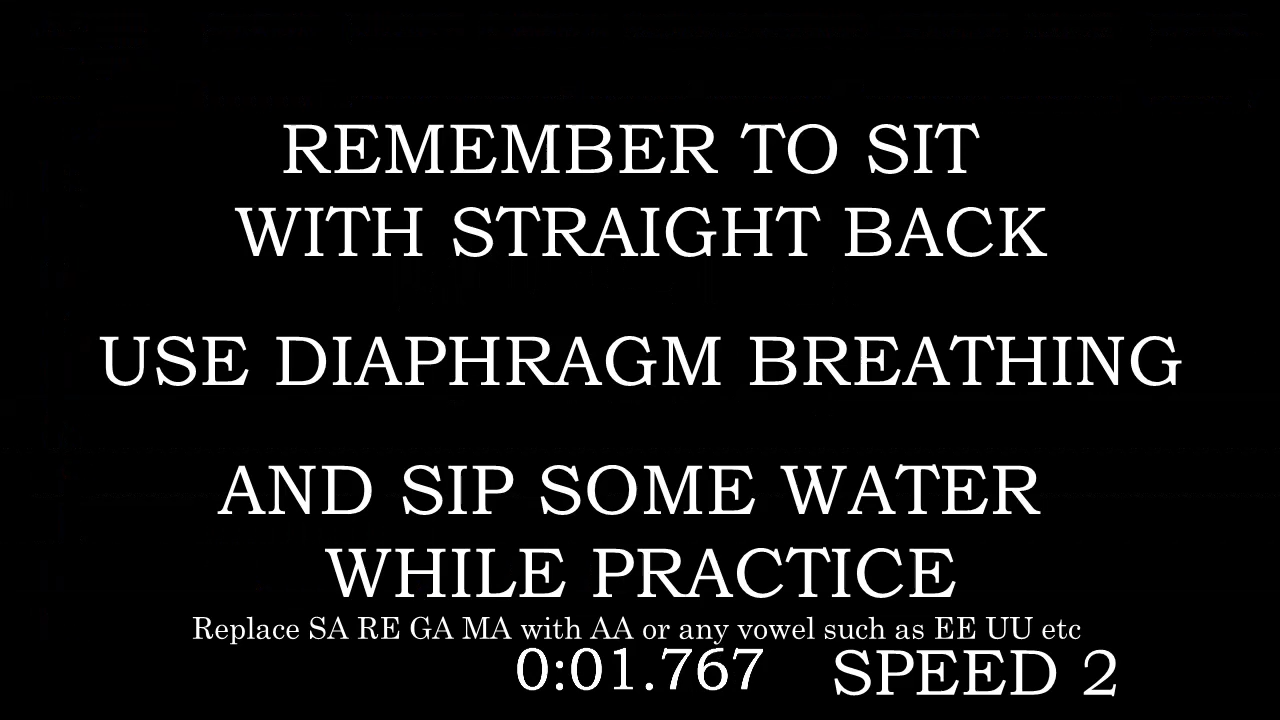 REMEMBER TO SIT
WITH STRAIGHT BACK
USE DIAPHRAGM BREATHING
AND SIP SOME WATER
WHILE PRACTICE
Replace SA RE GA MA with AA or any vowel such as EE UU etc
0:01.767 SPEED 2